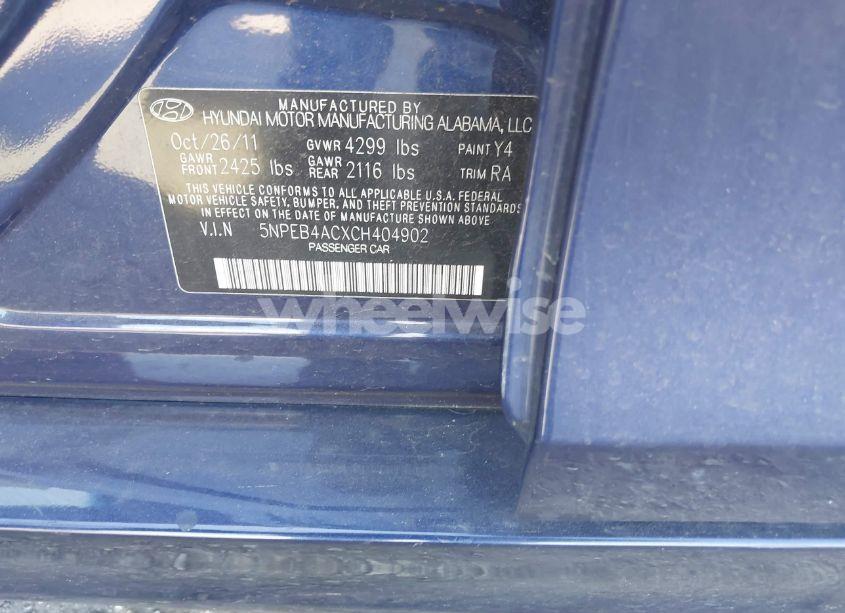 MANUFACTURED BY
HYUNDAI MOTOR MANUFACTURING ALABAMA, LLC
Oct/26/11 GVWR 4299 lbs PAINT Y4
GAWR FRONT 2425 lbs GAWR REAR 2116 lbs TRIM RA
THIS VEHICLE CONFORMS TO ALL APPLICABLE U.S.A. FEDERAL
MOTOR VEHICLE SAFETY, BUMPER, AND THEFT PREVENTION STANDARDS
IN EFFECT ON THE DATE OF MANUFACTURE SHOWN ABOVE
V.I.N 5NPEB4ACXCH404902
PASSENGER CAR
wheelwise